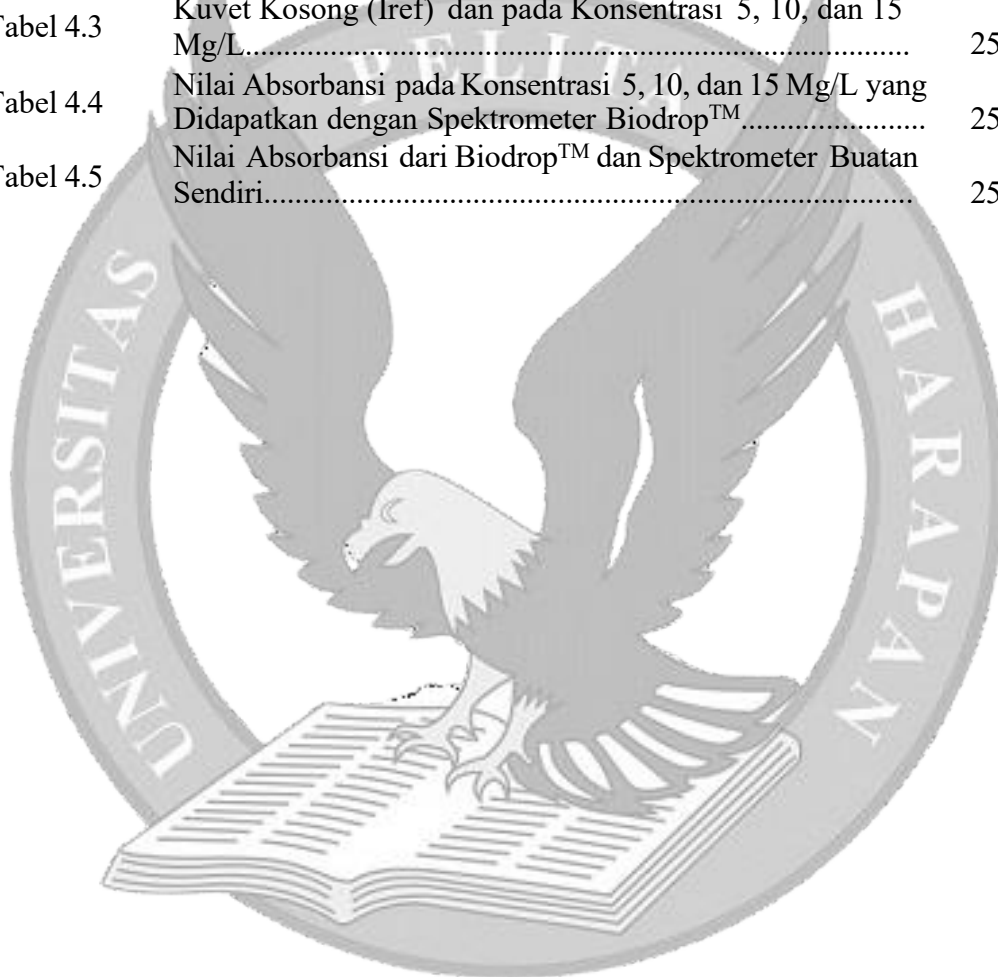 Kuvet Kosong (Iref) dan pada Konsentrasi 5, 10, dan 15
Tabel 4.3
Mg/L.......................................................................... 25
Nilai Absorbansi pada Konsentrasi 5, 10, dan 15 Mg/L yang
Tabel 4.4
Didapatkan dengan Spektrometer Biodrop™....................... 25
Nilai Absorbansi dari Biodrop™ dan Spektrometer Buatan
Tabel 4.5
Sendiri......................................................................... 25
UNIVERSITAS PELITA HARAPAN